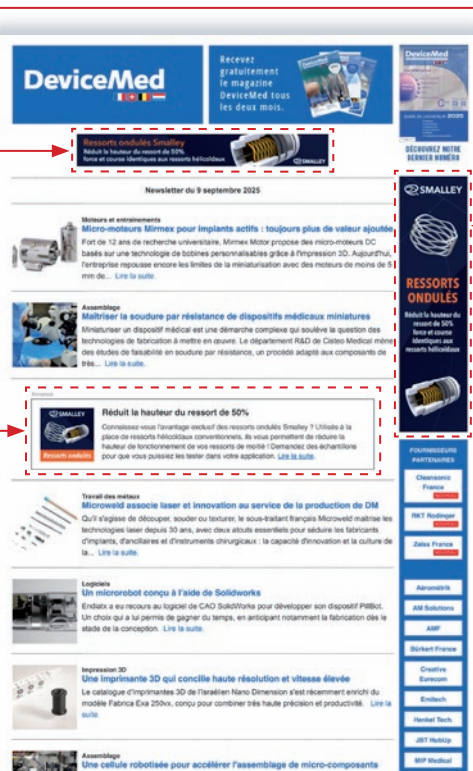 DeviceMed
Recevez
gratuitement
le magazine
DeviceMed tous
les deux mois.
DeviceMed
GUIDE DE L'ACHETEUR 2025
DÉCOUVREZ NOTRE
DERNIER NUMÉRO
Ressorts ondulés Smalley
Réduit la hauteur du ressort de 50%
force et course identiques aux ressorts hélicoïdaux
SMALLEY
Newsletter du 9 septembre 2025
Moteurs et entraînements
Micro-moteurs Mirmex pour implants actifs : toujours plus de valeur ajoutée
Fort de 12 ans de recherche universitaire, Mirmex Motor propose des micro-moteurs DC
basés sur une technologie de bobines personnalisables grâce à l'impression 3D. Aujourd'hui,
l'entreprise repousse encore les limites de la miniaturisation avec des moteurs de moins de 5
mm de... Lire la suite.
Assemblage
Maîtriser la soudure par résistance de dispositifs médicaux miniatures
Miniaturiser un dispositif médical est une démarche complexe qui soulève la question des
technologies de fabrication à mettre en œuvre. Le département R&D de Cisteo Medical mène
des études de faisabilité en soudure par résistance, un procédé adapté aux composants de
très... Lire la suite.
Annonce
SMALLEY
Ressorts ondulés
Réduit la hauteur du ressort de 50%
Connaissez-vous l'avantage exclusif des ressorts ondulés Smalley ? Utilisés à la
place de ressorts hélicoïdaux conventionnels, ils vous permettent de réduire la
hauteur de fonctionnement de vos ressorts de moitié ! Demandez des échantillons
pour que vous puissiez les tester dans votre application. Lire la suite.
Travail des métaux
Microweld associe laser et innovation au service de la production de DM
Qu'il s'agisse de découper, souder ou texturer, le sous-traitant français Microweld maîtrise les
technologies laser depuis 30 ans, avec deux atouts essentiels pour séduire les fabricants
d'implants, d'ancillaires et d'instruments chirurgicaux : la capacité d'innovation et la culture de
la... Lire la suite.
Logiciels
Un microrobot conçu à l'aide de Solidworks
Endiatx a eu recours au logiciel de CAO SolidWorks pour développer son dispositif PillBot.
Un choix qui a lui permis de gagner du temps, en anticipant notamment la fabrication dès le
stade de la conception. Lire la suite.
Impression 3D
Une imprimante 3D qui concilie haute résolution et vitesse élevée
Le catalogue d'imprimantes 3D de l'israélien Nano Dimension s'est récemment enrichi du
modèle Fabrica Exa 250vx, conçu pour combiner très haute précision et productivité. Lire la
suite.
Assemblage
Une cellule robotisée pour accélérer l'assemblage de micro-composants
SMALLEY
RESSORTS
ONDULÉS
Réduit la hauteur du
ressort de 50%
force et course
identiques aux
ressorts hélicoïdaux
FOURNISSEURS
PARTENAIRES
Cleansonic
France
NOUVEAU
RKT Rodinger
NOUVEAU
Zeiss France
NOUVEAU
Aérométrik
AM Solutions
AMF
Bürkert France
Creative
Eurecom
Emitech
Henkel Tech.
JBT HubUp
MIP Medical